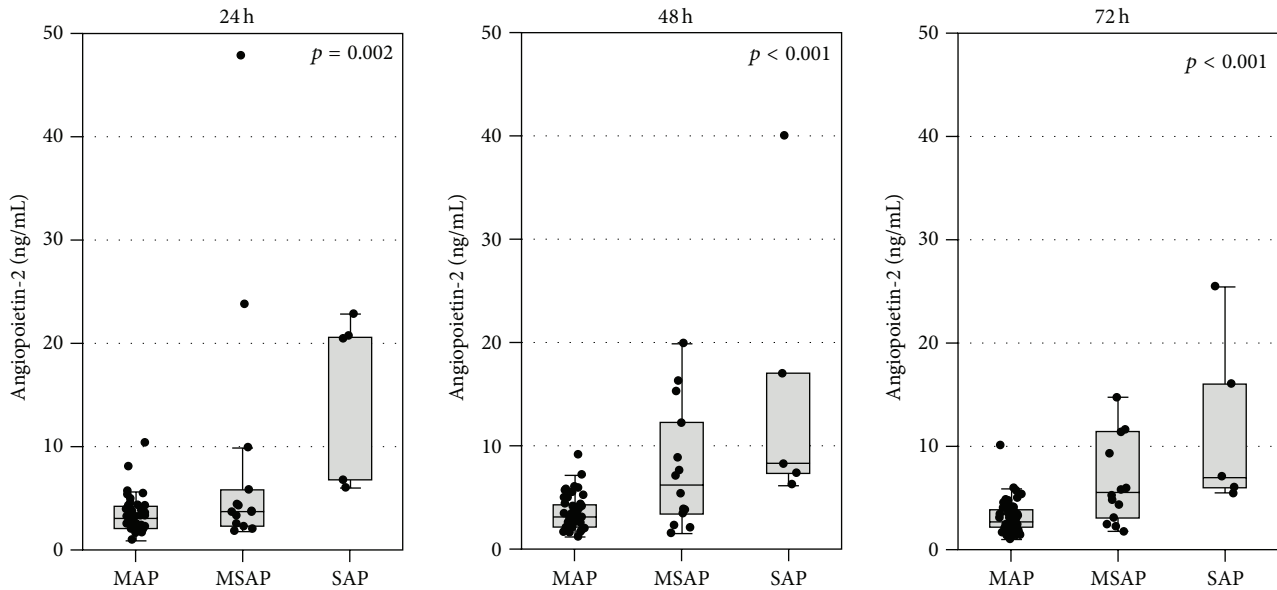 24 h
50
40
30
20
10
0
Angiopoietin-2 (ng/mL)
p = 0.002
MAP MSAP SAP
48 h
50
40
30
20
10
0
Angiopoietin-2 (ng/mL)
p < 0.001
MAP MSAP SAP
72 h
50
40
30
20
10
0
Angiopoietin-2 (ng/mL)
p < 0.001
MAP MSAP SAP